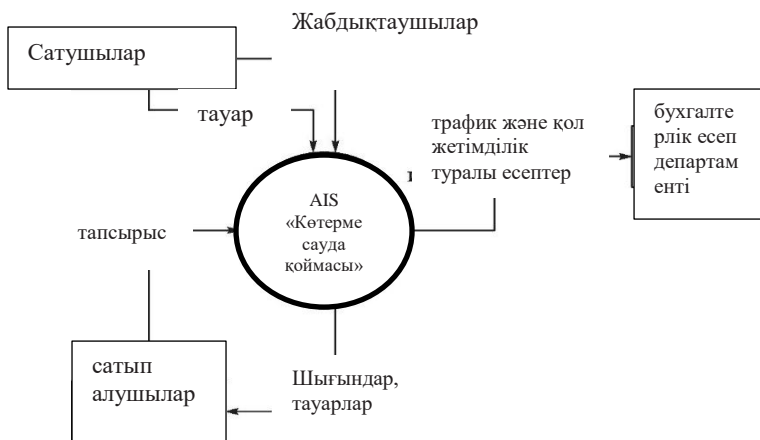 Жабдықтаушылар
Сатушылар
тауар
трафик және қол
жетімділік
туралы есептер
бухгалте
рлік есеп
департам
енті
AIS
«Көтерме
сауда
қоймасы»
тапсырыс
сатып
алушылар
Шығындар,
тауарлар